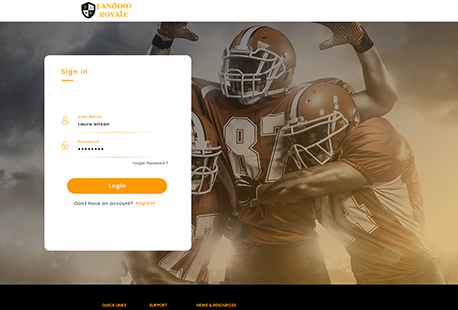 FANDOM
ROYALE
Sign In
User Name
Laura wilson
Password
Forgot Password ?
Login
Don't have an account? Register
87
QUICK LINKS
SUPPORT
NEWS & RESOURCES